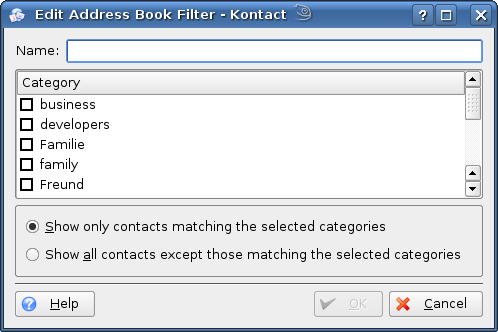 Edit Address Book Filter - Kontact
Name:
Category
business
developers
Familie
family
Freund
Show only contacts matching the selected categories
Show all contacts except those matching the selected categories
Help OK Cancel